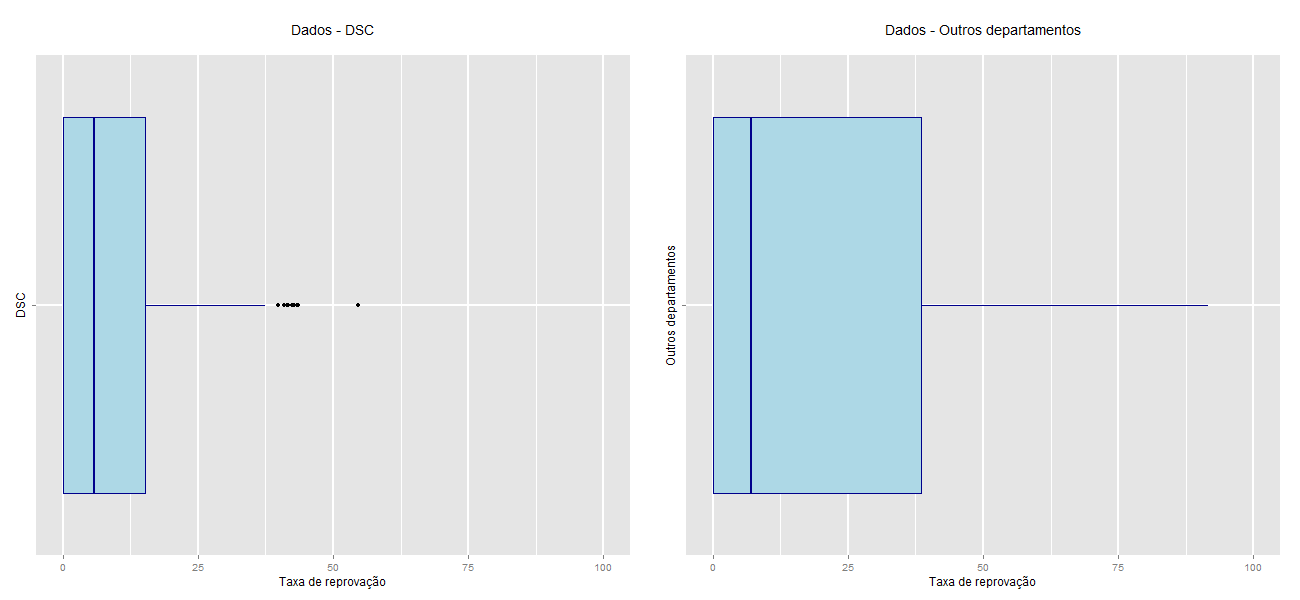 Dados - DSC
DSC
0 25 50 75 100
Taxa de reprovação
Dados - Outros departamentos
Outros departamentos
0 25 50 75 100
Taxa de reprovação